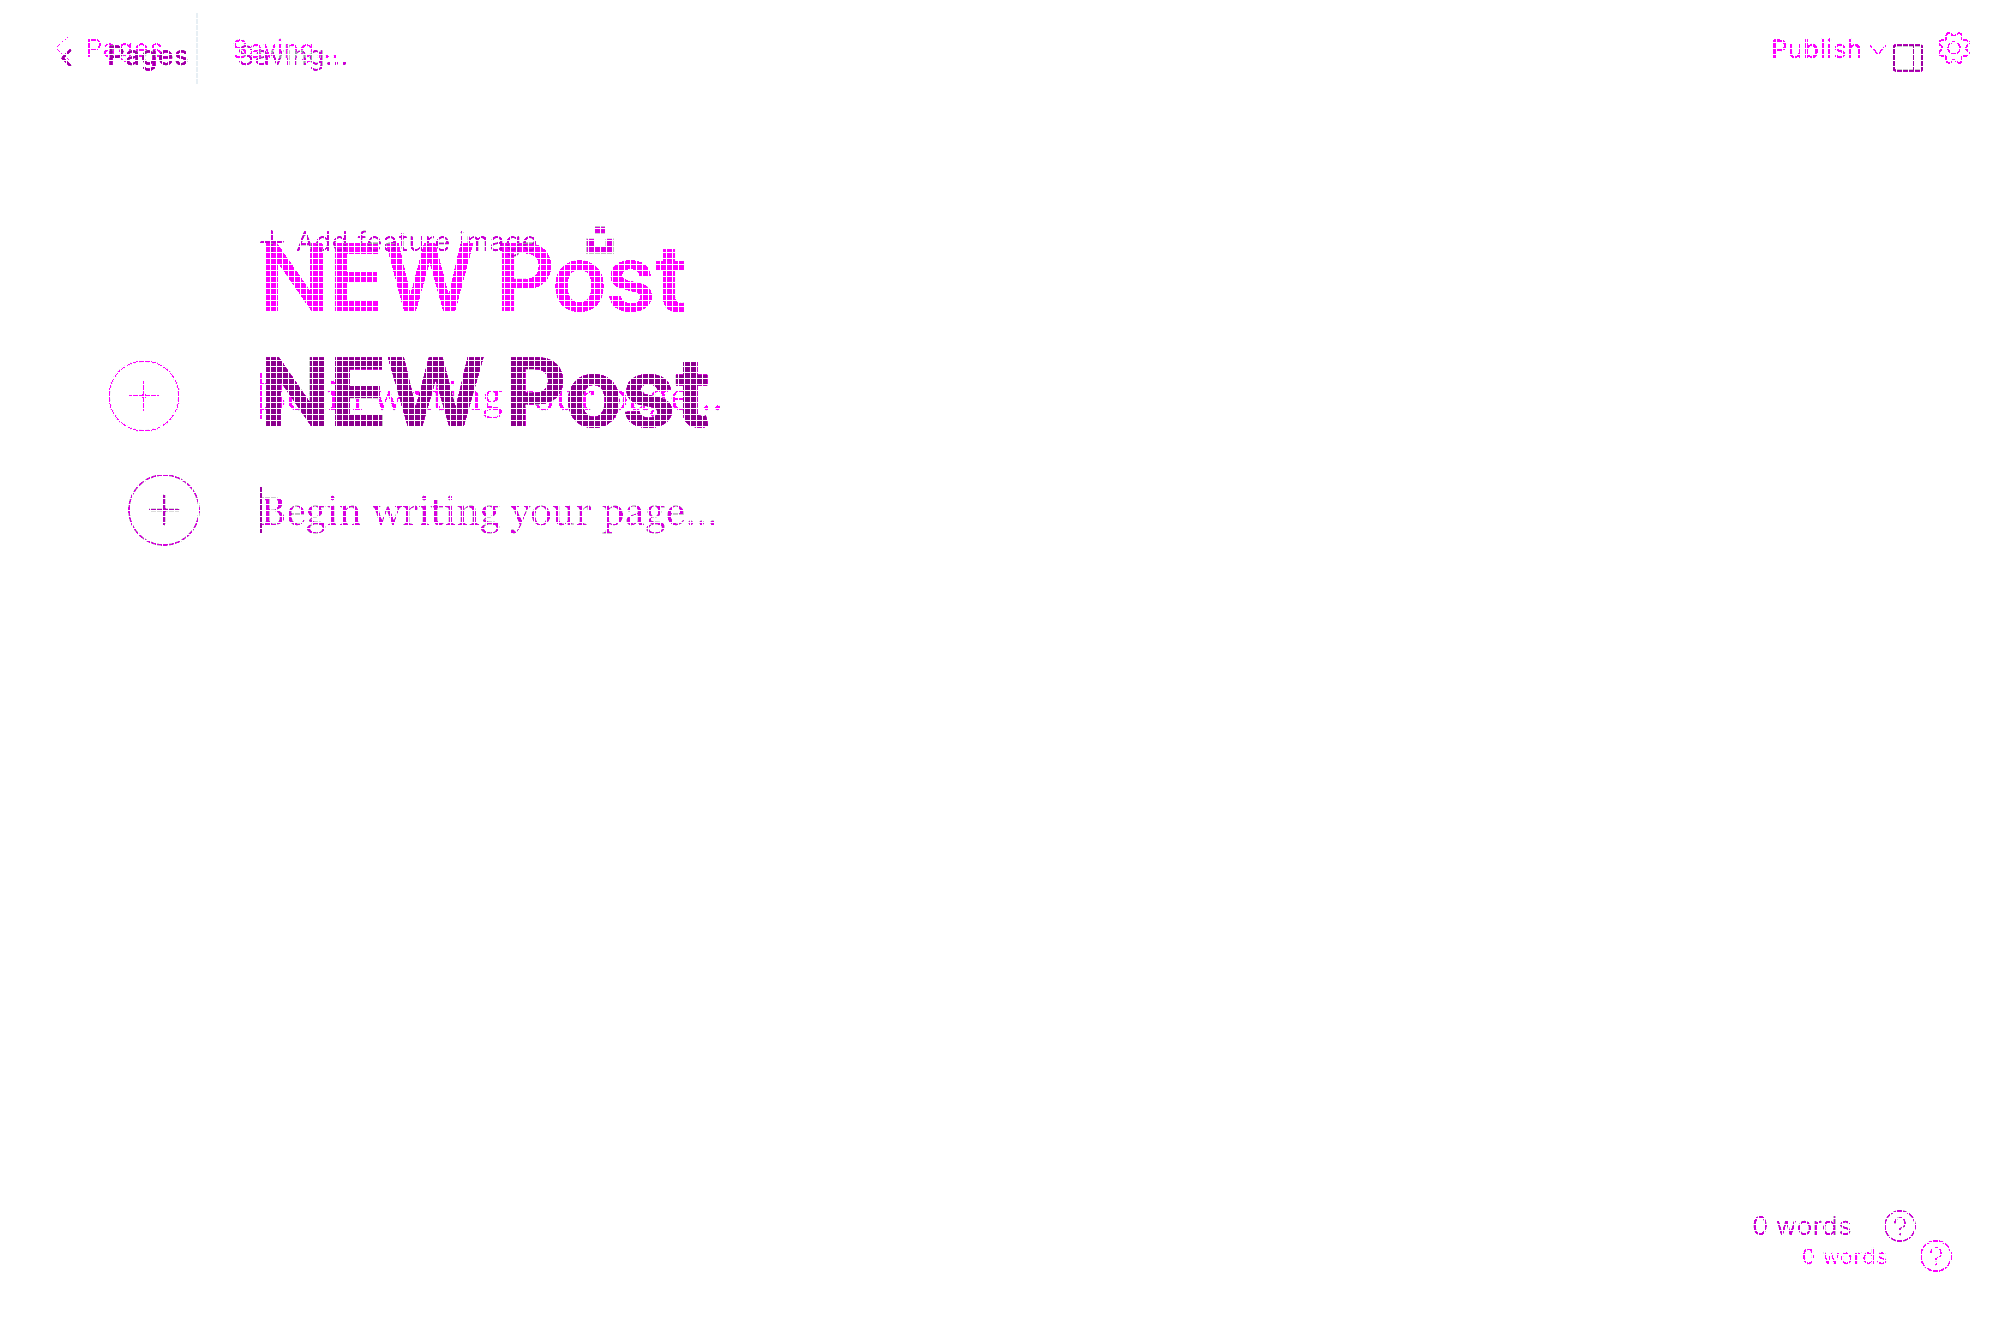 Pages Saving... Publish
Pages Saving...
+ Add feature image
NEW Post
NEW Post
Begin writing your page...
Begin writing your page...
0 words ?
0 words ?